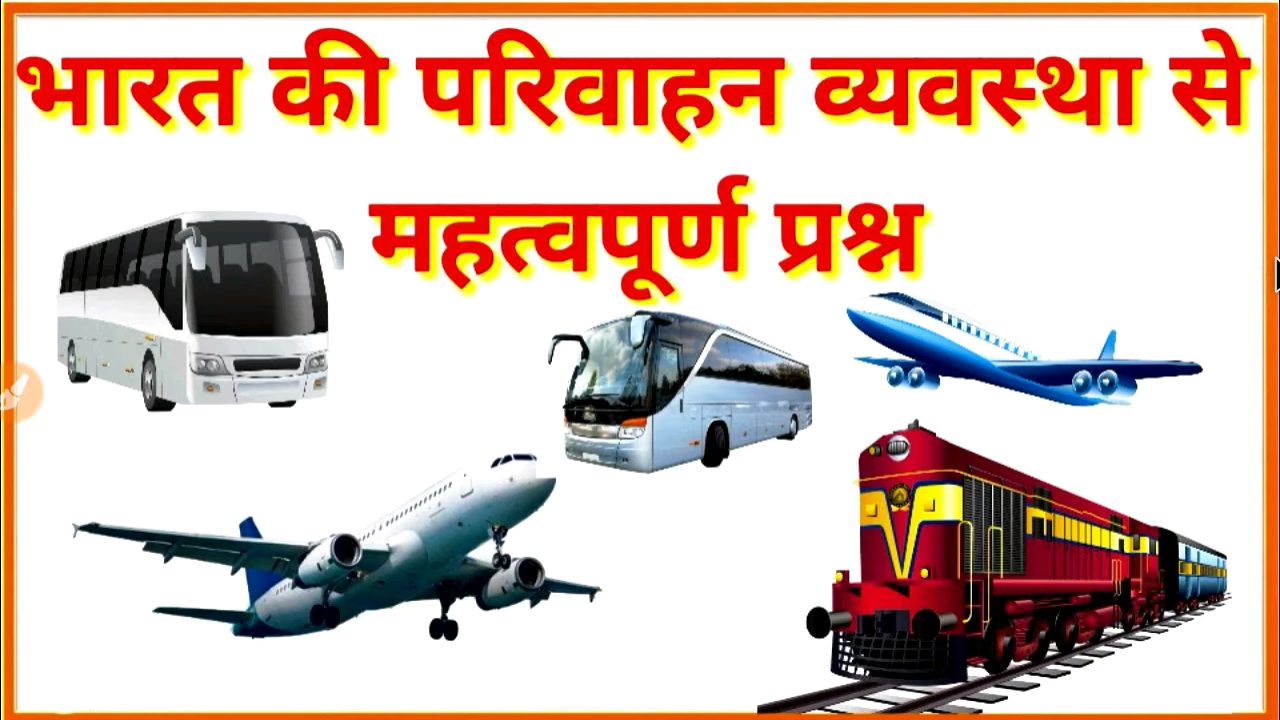 भारत की परिवाहन व्यवस्था से
महत्वपूर्ण प्रश्न